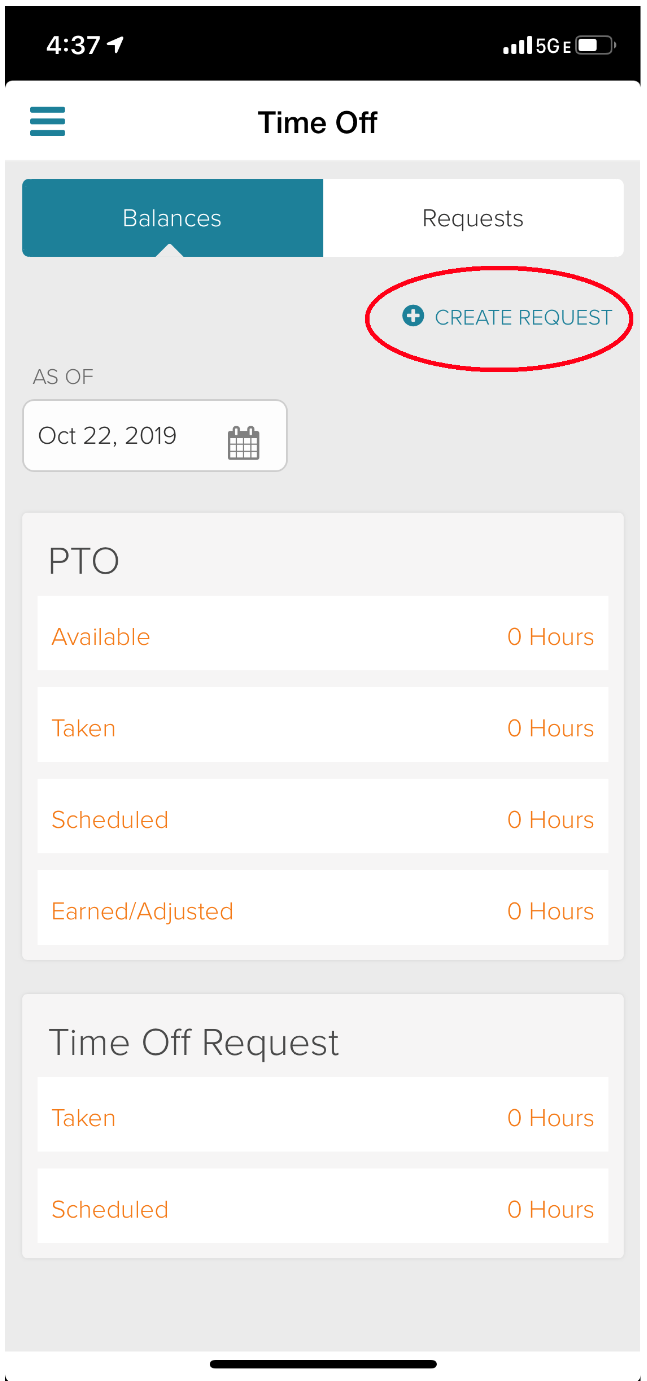 4:37 5GE
Time Off
Balances Requests
CREATE REQUEST
AS OF
Oct 22, 2019
PTO
Available 0 Hours
Taken 0 Hours
Scheduled 0 Hours
Earned/Adjusted 0 Hours
Time Off Request
Taken 0 Hours
Scheduled 0 Hours